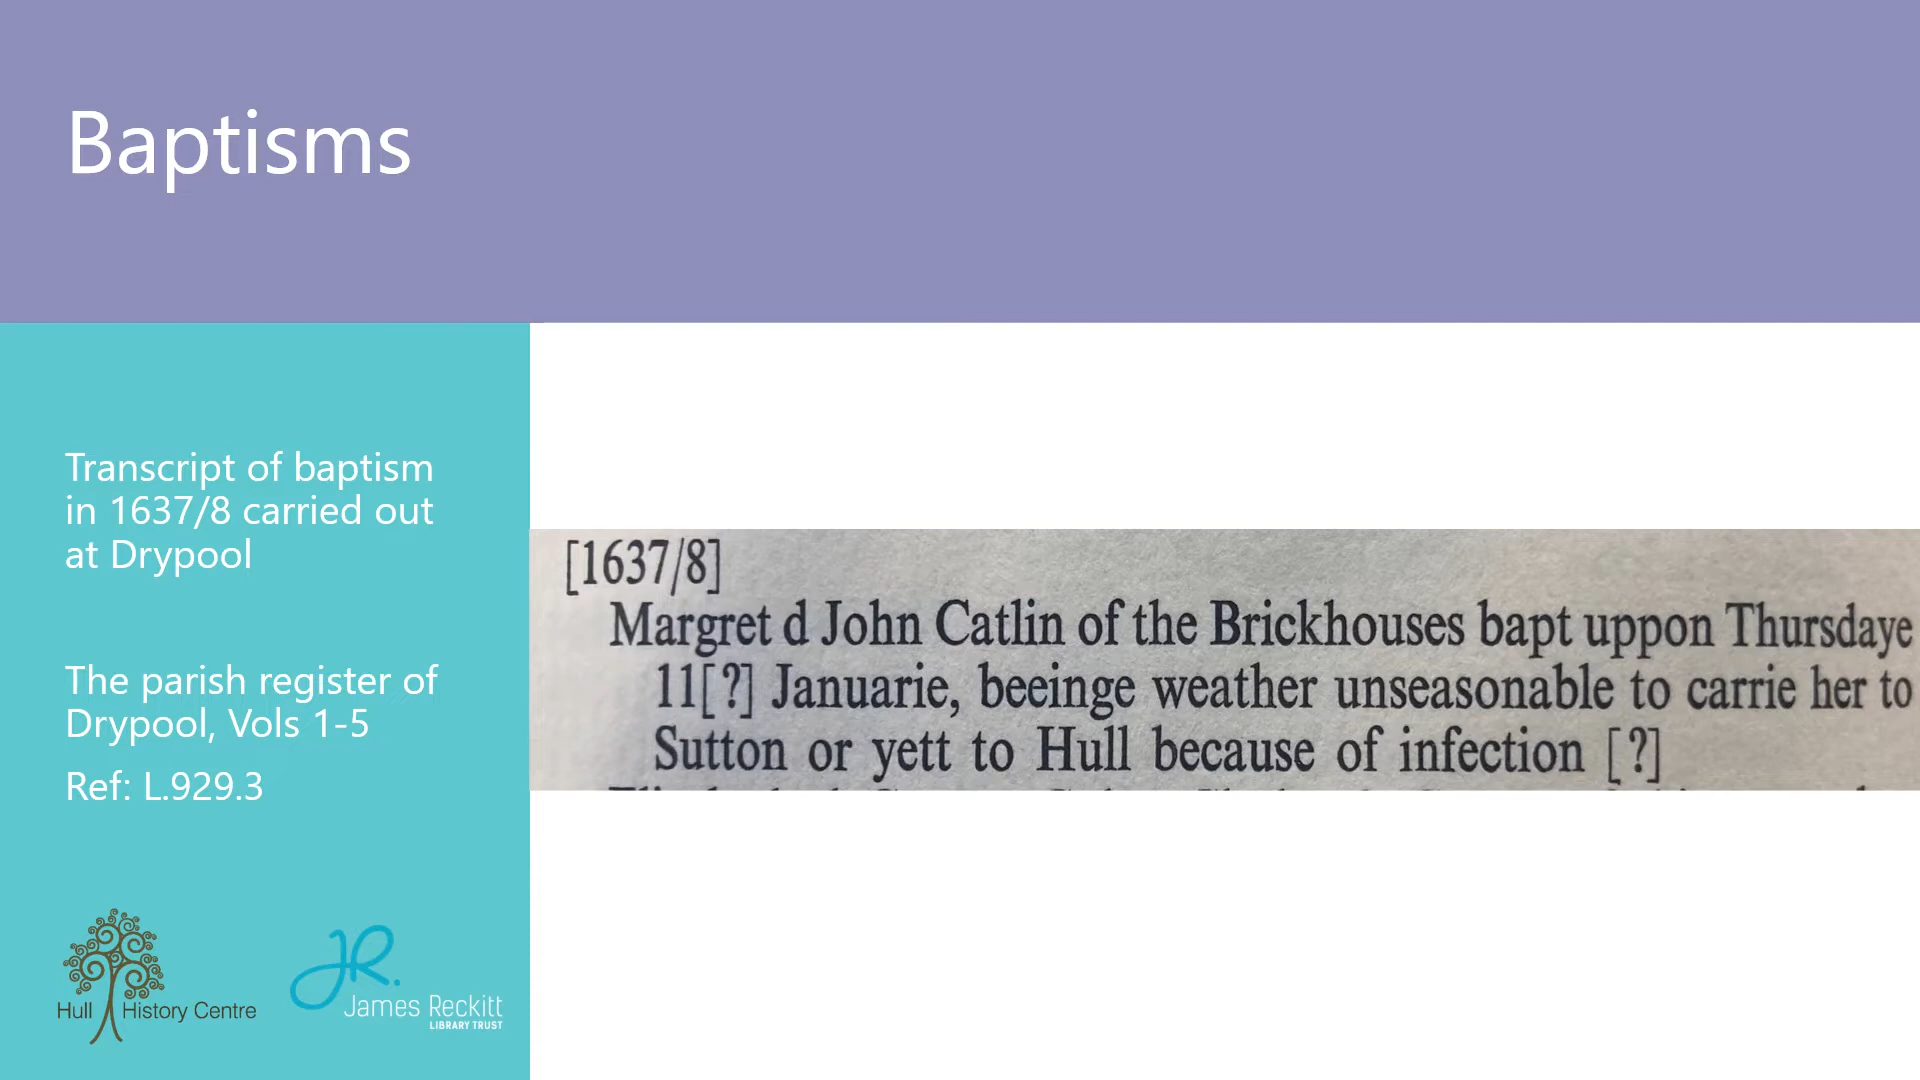 Baptisms
Transcript of baptism
in 1637/8 carried out
at Drypool
The parish register of
Drypool, Vols 1-5
Ref: L.929.3
Hull History Centre
JR.
James Reckitt
LIBRARY TRUST
[1637/8]
Margret d John Catlin of the Brickhouses bapt uppon Thursdaye
11[?] Januarie, beeinge weather unseasonable to carrie her to
Sutton or yett to Hull because of infection [?]